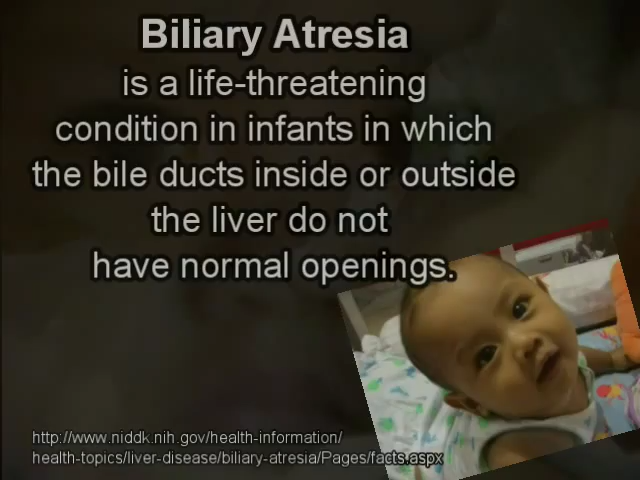 Biliary Atresia
is a life-threatening
condition in infants in which
the bile ducts inside or outside
the liver do not
have normal openings.
http://www.niddk.nih.gov/health-information/
health-topics/liver-disease/biliary-atresia/Pages/facts.aspx